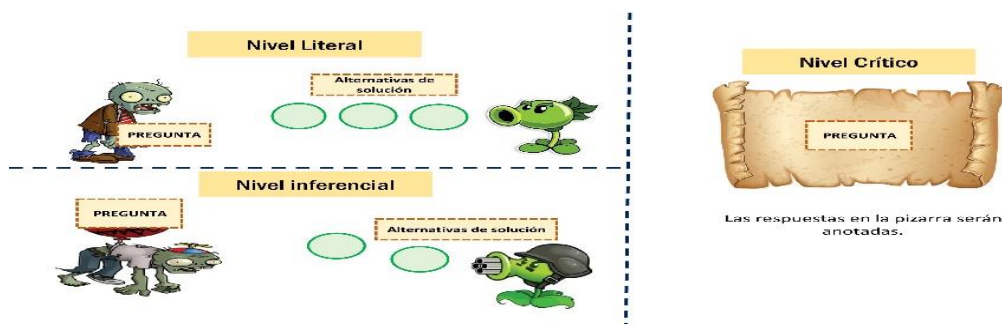 Nivel Literal
Alternativas de
solución
PREGUNTA
Nivel inferencial
PREGUNTA
Alternativas de solución
Nivel Crítico
PREGUNTA
Las respuestas en la pizarra serán
anotadas.